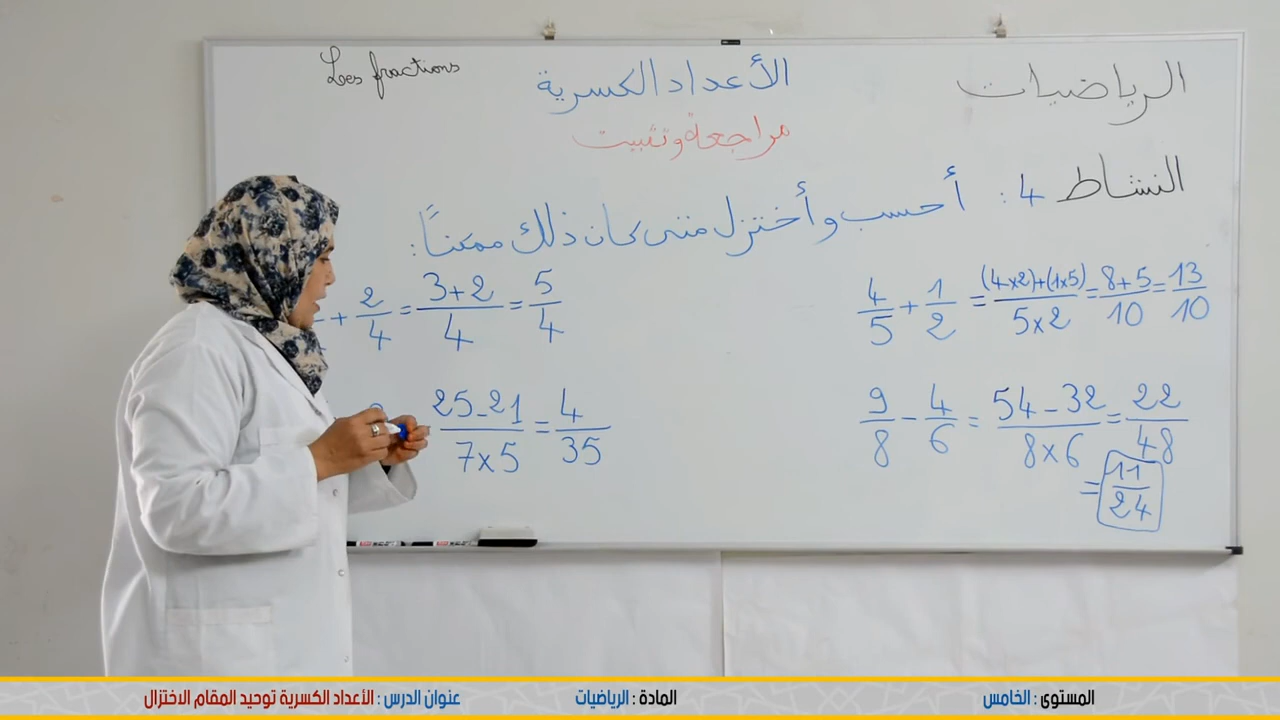 الرياضيات
الأعداد الكسرية
Les fractions
مراجعة وتثبيت
النشاط 4 : أحسب وأختزل متى كان ذلك ممكنًا :
4/5 + 1/2 = (4x2)+(1x5)/5x2 = 8+5/10 = 13/10
+ 2/4 = 3+2/4 = 5/4
9/8 - 4/6 = 54-32/8x6 = 22/48
= 11/24
25-21/7x5 = 4/35
المستوى : الخامس
المادة : الرياضيات
عنوان الدرس : الأعداد الكسرية توحيد المقام الاختزال